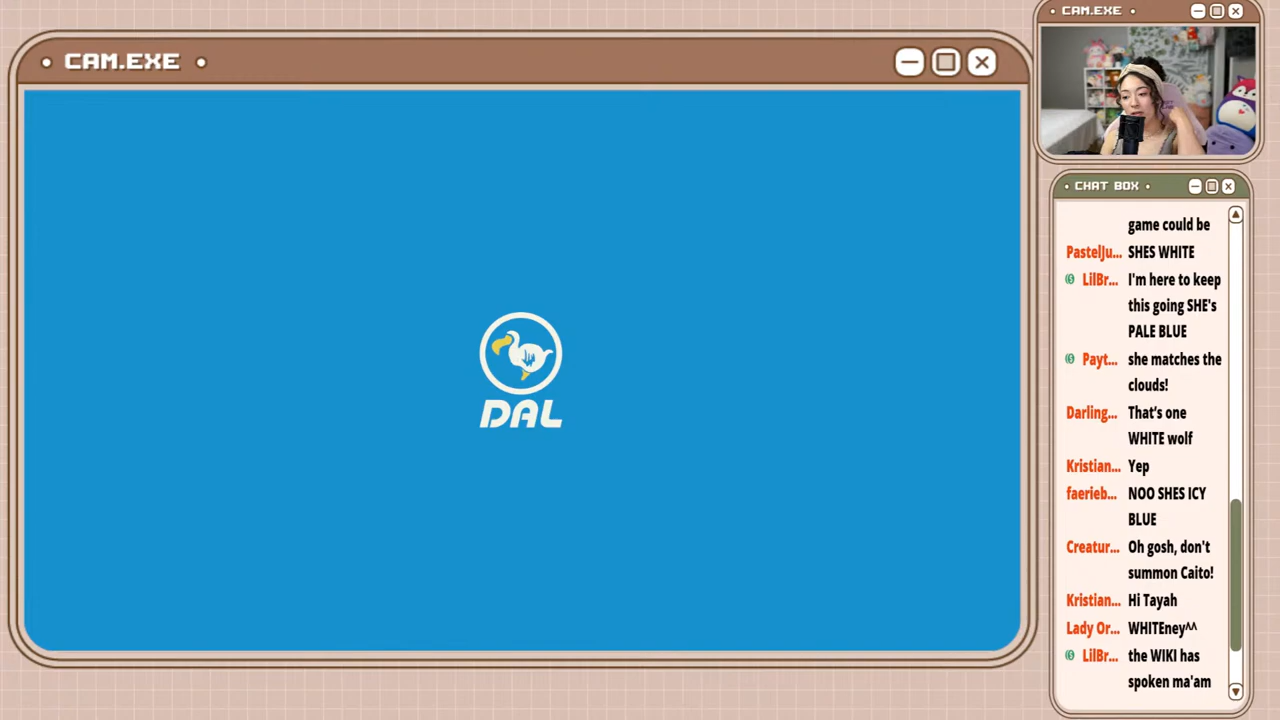 CAM.EXE
DAL
CAM.EXE
CHAT BOX
game could be
PastelJu... SHES WHITE
LilBr... I'm here to keep
this going SHE's
PALE BLUE
Payt... she matches the
clouds!
Darling... That's one
WHITE wolf
Kristian... Yep
faerieb... NOO SHES ICY
BLUE
Creatur... Oh gosh, don't
summon Caito!
Kristian... Hi Tayah
Lady Or... WHITEney^^
LilBr... the WIKI has
spoken ma'am